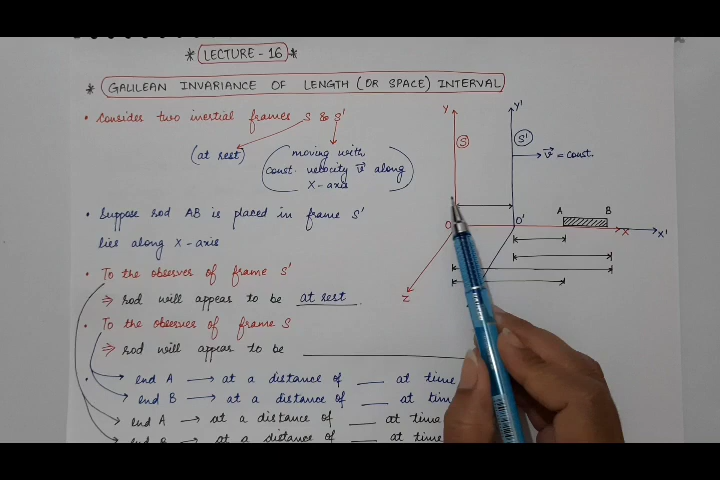 * LECTURE - 16 *
* GALILEAN INVARIANCE OF LENGTH (OR SPACE) INTERVAL
• Consider two inertial frames S & S'
(at rest)
(moving with
const. velocity v⃗ along
X-axis)
• Suppose rod AB is placed in frame S'
lies along X-axis
• To the observer of frame S'
⇒ rod will appear to be at rest.
• To the observer of frame S
⇒ rod will appear to be ____
• end A → at a distance of ___ at time
end B → at a distance of ___ at time
end A → at a distance of ___ at time
at a distance of ___ at time
Y
Y'
S
S'
v⃗ = const.
A
B
O
O'
X
X'
Z